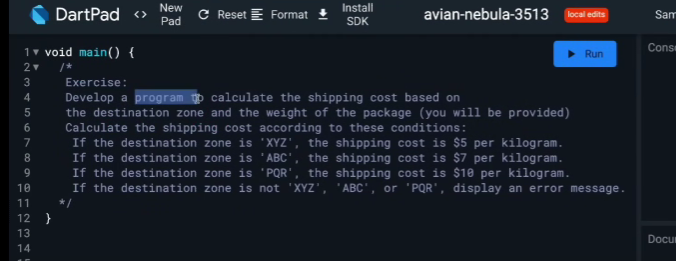 DartPad <> New Pad Reset Format Install SDK avian-nebula-3513 local edits Sam
1 void main() { Run Cons
2 /*
3 Exercise:
4 Develop a program to calculate the shipping cost based on
5 the destination zone and the weight of the package (you will be provided)
6 Calculate the shipping cost according to these conditions:
7 If the destination zone is 'XYZ', the shipping cost is $5 per kilogram.
8 If the destination zone is 'ABC', the shipping cost is $7 per kilogram.
9 If the destination zone is 'PQR', the shipping cost is $10 per kilogram.
10 If the destination zone is not 'XYZ', 'ABC', or 'PQR', display an error message.
11 */
12 }
13 Docu
14